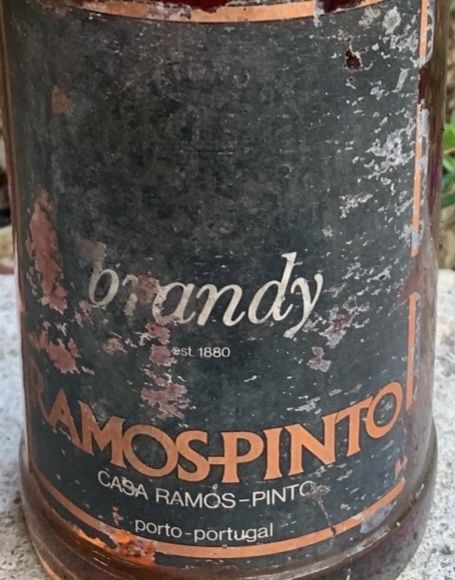 brandy
est 1880
RAMOS-PINTO
CASA RAMOS-PINTO
porto-portugal